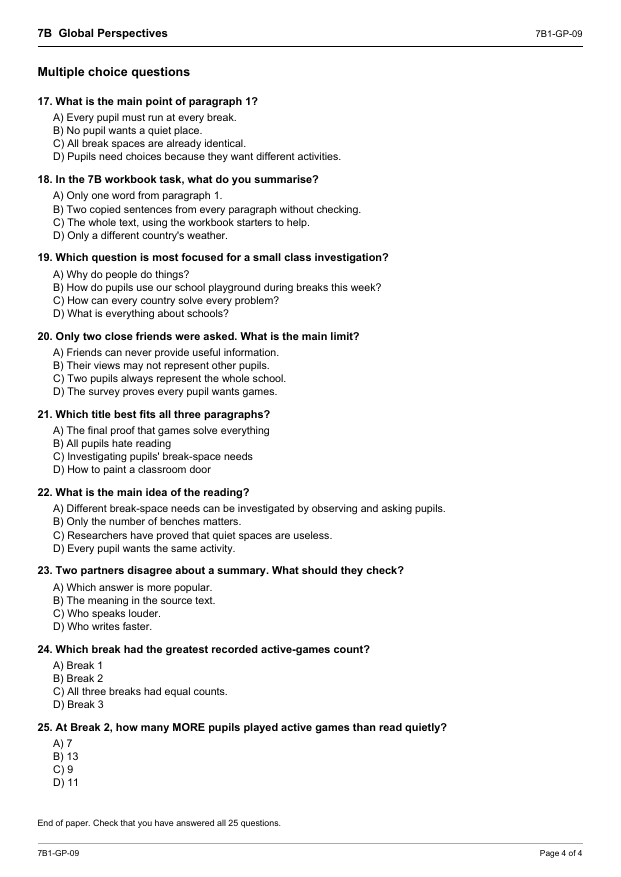 7B Global Perspectives
7B1-GP-09
Multiple choice questions
17. What is the main point of paragraph 1?
A) Every pupil must run at every break.
B) No pupil wants a quiet place.
C) All break spaces are already identical.
D) Pupils need choices because they want different activities.
18. In the 7B workbook task, what do you summarise?
A) Only one word from paragraph 1.
B) Two copied sentences from every paragraph without checking.
C) The whole text, using the workbook starters to help.
D) Only a different country's weather.
19. Which question is most focused for a small class investigation?
A) Why do people do things?
B) How do pupils use our school playground during breaks this week?
C) How can every country solve every problem?
D) What is everything about schools?
20. Only two close friends were asked. What is the main limit?
A) Friends can never provide useful information.
B) Their views may not represent other pupils.
C) Two pupils always represent the whole school.
D) The survey proves every pupil wants games.
21. Which title best fits all three paragraphs?
A) The final proof that games solve everything
B) All pupils hate reading
C) Investigating pupils' break-space needs
D) How to paint a classroom door
22. What is the main idea of the reading?
A) Different break-space needs can be investigated by observing and asking pupils.
B) Only the number of benches matters.
C) Researchers have proved that quiet spaces are useless.
D) Every pupil wants the same activity.
23. Two partners disagree about a summary. What should they check?
A) Which answer is more popular.
B) The meaning in the source text.
C) Who speaks louder.
D) Who writes faster.
24. Which break had the greatest recorded active-games count?
A) Break 1
B) Break 2
C) All three breaks had equal counts.
D) Break 3
25. At Break 2, how many MORE pupils played active games than read quietly?
A) 7
B) 13
C) 9
D) 11
End of paper. Check that you have answered all 25 questions.
7B1-GP-09
Page 4 of 4